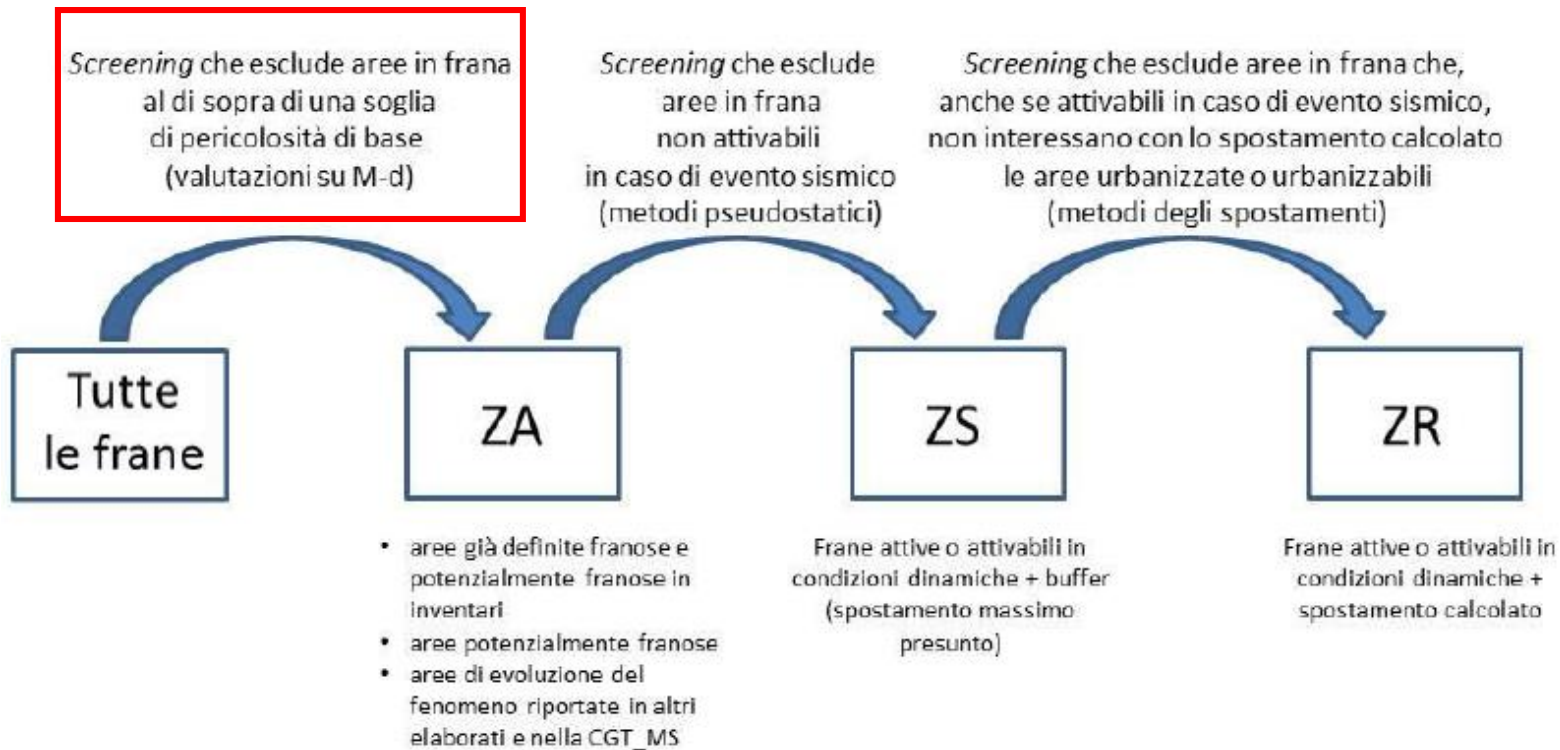 Screening che esclude aree in frana
al di sopra di una soglia
di pericolosità di base
(valutazioni su M-d)
Screening che esclude
aree in frana
non attivabili
in caso di evento sismico
(metodi pseudostatici)
Screening che esclude aree in frana che,
anche se attivabili in caso di evento sismico,
non interessano con lo spostamento calcolato
le aree urbanizzate o urbanizzabili
(metodi degli spostamenti)
Tutte
le frane
ZA
ZS
ZR
• aree già definite franose e
potenzialmente franose in
inventari
• aree potenzialmente franose
• aree di evoluzione del
fenomeno riportate in altri
elaborati e nella CGT_MS
Frane attive o attivabili in
condizioni dinamiche + buffer
(spostamento massimo
presunto)
Frane attive o attivabili in
condizioni dinamiche +
spostamento calcolato